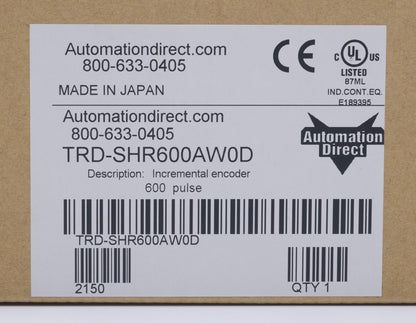 Automationdirect.com
800-633-0405
MADE IN JAPAN
CE
C UL US
LISTED
87ML
IND.CONT.EQ.
E189395
Automationdirect.com
800-633-0405
Automation
Direct
TRD-SHR600AW0D
Description: Incremental encoder
600 pulse
TRD-SHR600AW0D
2150
QTY 1